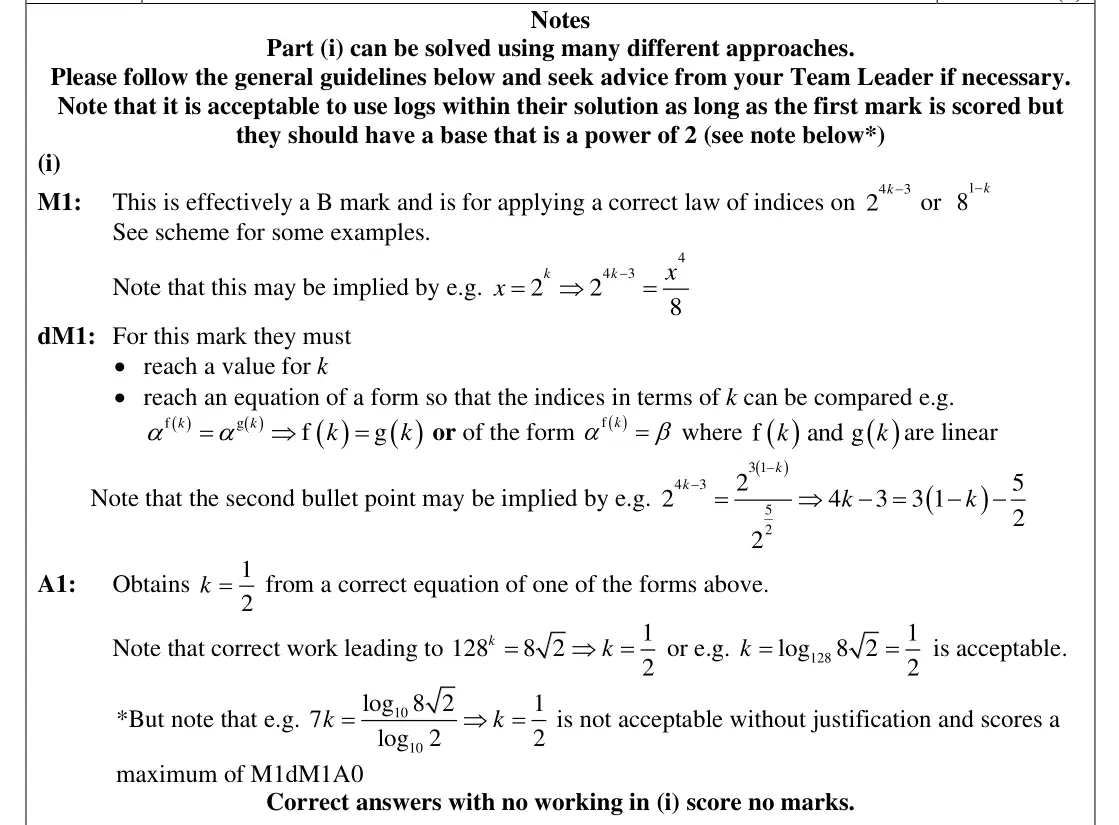 Notes
Part (i) can be solved using many different approaches.
Please follow the general guidelines below and seek advice from your Team Leader if necessary.
Note that it is acceptable to use logs within their solution as long as the first mark is scored but
they should have a base that is a power of 2 (see note below*)
(i)
M1: This is effectively a B mark and is for applying a correct law of indices on 2^(4k−3) or 8^(1−k)
See scheme for some examples.
Note that this may be implied by e.g. x = 2^k ⇒ 2^(4k−3) = x^4/8
dM1: For this mark they must
• reach a value for k
• reach an equation of a form so that the indices in terms of k can be compared e.g.
α^(f(k)) = α^(g(k)) ⇒ f(k) = g(k) or of the form α^(f(k)) = β where f(k) and g(k) are linear
Note that the second bullet point may be implied by e.g. 2^(4k−3) = 2^(3(1−k))/2^(5/2) ⇒ 4k − 3 = 3(1 − k) − 5/2
A1: Obtains k = 1/2 from a correct equation of one of the forms above.
Note that correct work leading to 128^k = 8√2 ⇒ k = 1/2 or e.g. k = log₁₂₈ 8√2 = 1/2 is acceptable.
*But note that e.g. 7k = log₁₀ 8√2 / log₁₀ 2 ⇒ k = 1/2 is not acceptable without justification and scores a
maximum of M1dM1A0
Correct answers with no working in (i) score no marks.